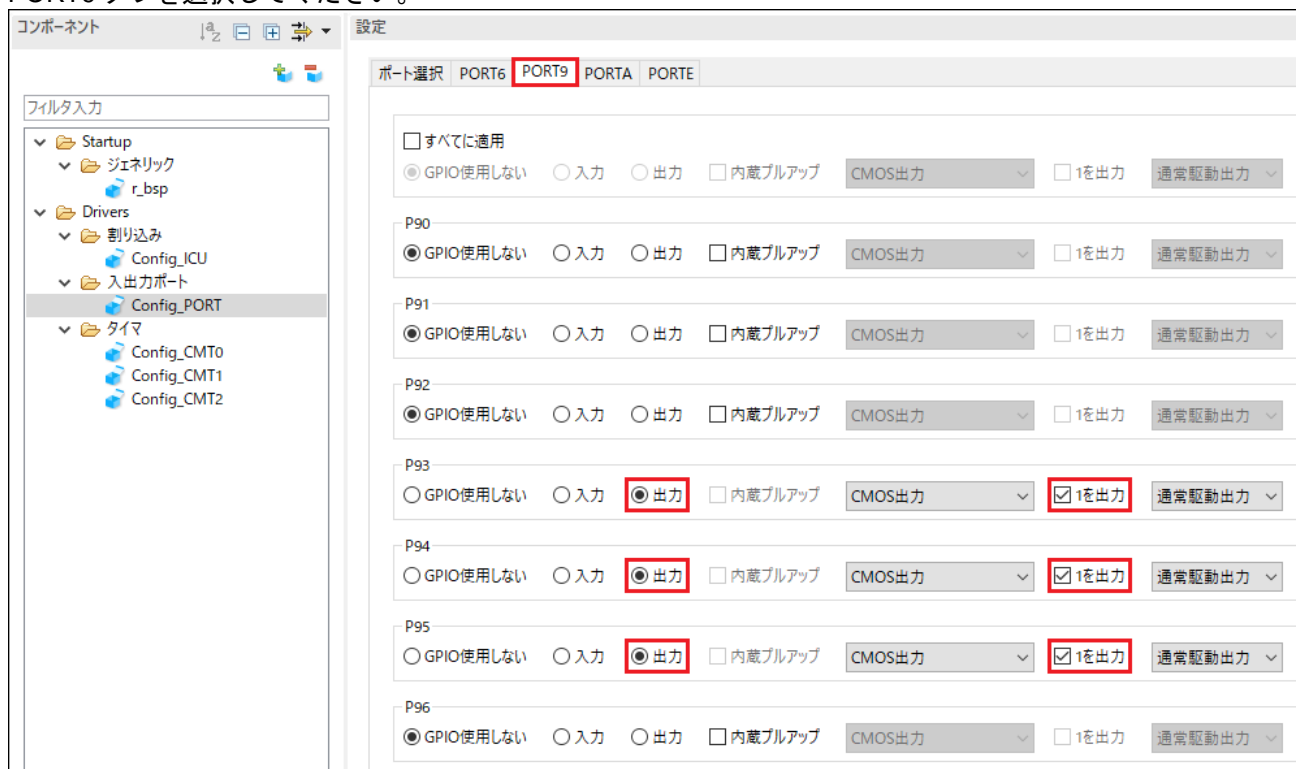 コンポーネント
設定
ポート選択 PORT6 PORT9 PORTA PORTE
フィルタ入力
Startup
ジェネリック
r_bsp
Drivers
割り込み
Config_ICU
入出力ポート
Config_PORT
タイマ
Config_CMT0
Config_CMT1
Config_CMT2
すべてに適用
GPIO使用しない 入力 出力 内蔵プルアップ CMOS出力 1を出力 通常駆動出力
P90
GPIO使用しない 入力 出力 内蔵プルアップ CMOS出力 1を出力 通常駆動出力
P91
GPIO使用しない 入力 出力 内蔵プルアップ CMOS出力 1を出力 通常駆動出力
P92
GPIO使用しない 入力 出力 内蔵プルアップ CMOS出力 1を出力 通常駆動出力
P93
GPIO使用しない 入力 出力 内蔵プルアップ CMOS出力 1を出力 通常駆動出力
P94
GPIO使用しない 入力 出力 内蔵プルアップ CMOS出力 1を出力 通常駆動出力
P95
GPIO使用しない 入力 出力 内蔵プルアップ CMOS出力 1を出力 通常駆動出力
P96
GPIO使用しない 入力 出力 内蔵プルアップ CMOS出力 1を出力 通常駆動出力